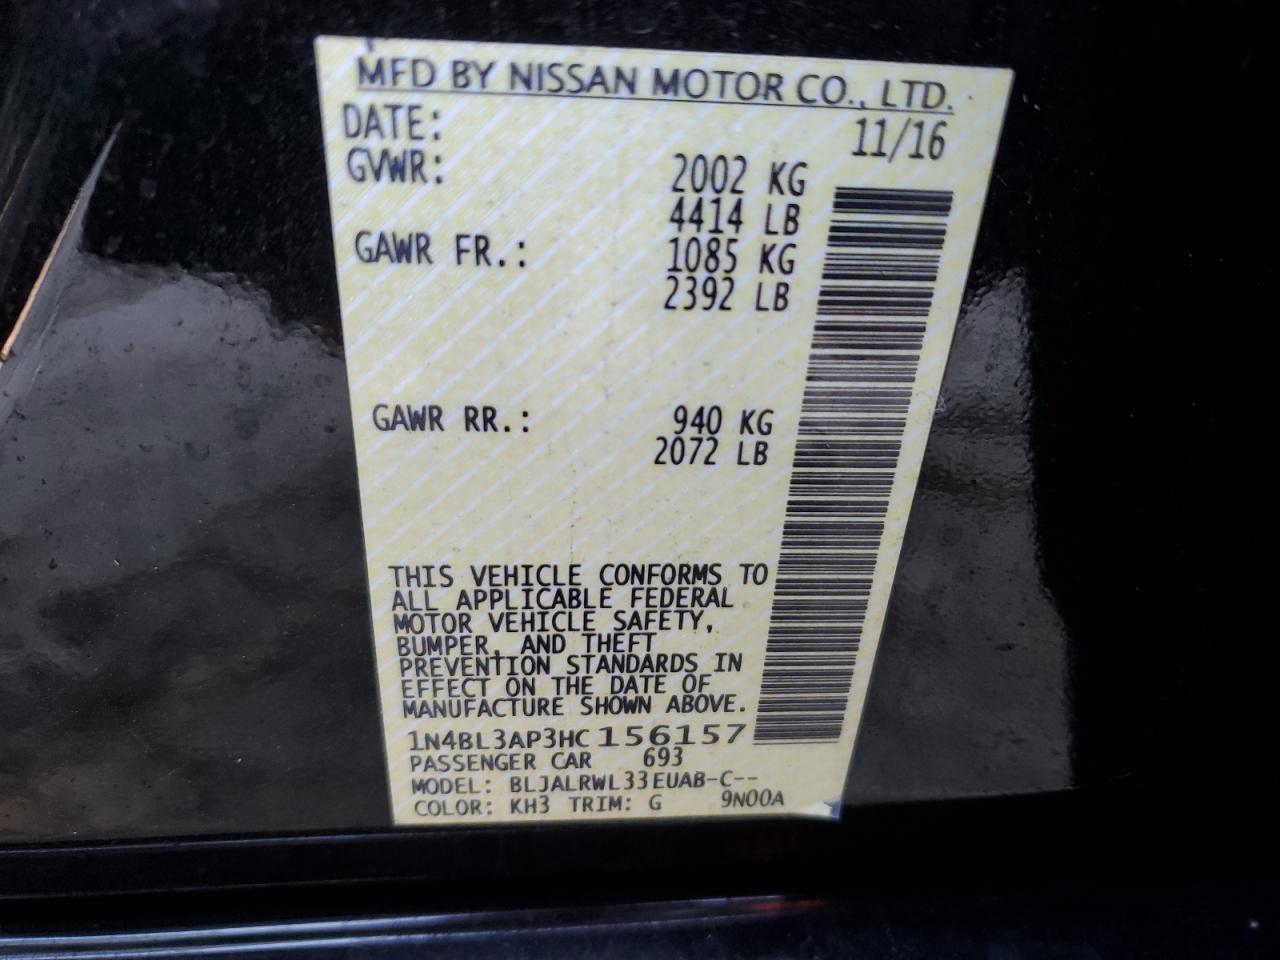 MFD BY NISSAN MOTOR CO., LTD.
DATE: 11/16
GVWR: 2002 KG
4414 LB
GAWR FR.: 1085 KG
2392 LB
GAWR RR.: 940 KG
2072 LB
THIS VEHICLE CONFORMS TO
ALL APPLICABLE FEDERAL
MOTOR VEHICLE SAFETY,
BUMPER, AND THEFT
PREVENTION STANDARDS IN
EFFECT ON THE DATE OF
MANUFACTURE SHOWN ABOVE.
1N4BL3AP3HC156157
PASSENGER CAR 693
MODEL: BLJALRWL33EUAB-C--
COLOR: KH3 TRIM: G 9N00A